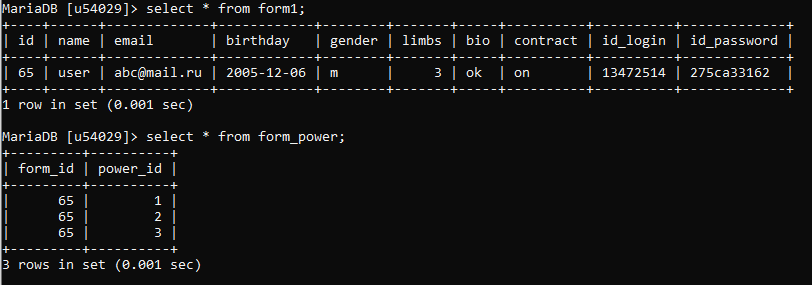 MariaDB [u54029]> select * from form1;
+----+------+-------------+------------+--------+-------+-----+----------+----------+-------------+
| id | name | email       | birthday   | gender | limbs | bio | contract | id_login | id_password |
+----+------+-------------+------------+--------+-------+-----+----------+----------+-------------+
| 65 | user | abc@mail.ru | 2005-12-06 | m      |     3 | ok  | on       | 13472514 | 275ca33162  |
+----+------+-------------+------------+--------+-------+-----+----------+----------+-------------+
1 row in set (0.001 sec)
MariaDB [u54029]> select * from form_power;
+---------+----------+
| form_id | power_id |
+---------+----------+
|      65 |        1 |
|      65 |        2 |
|      65 |        3 |
+---------+----------+
3 rows in set (0.001 sec)